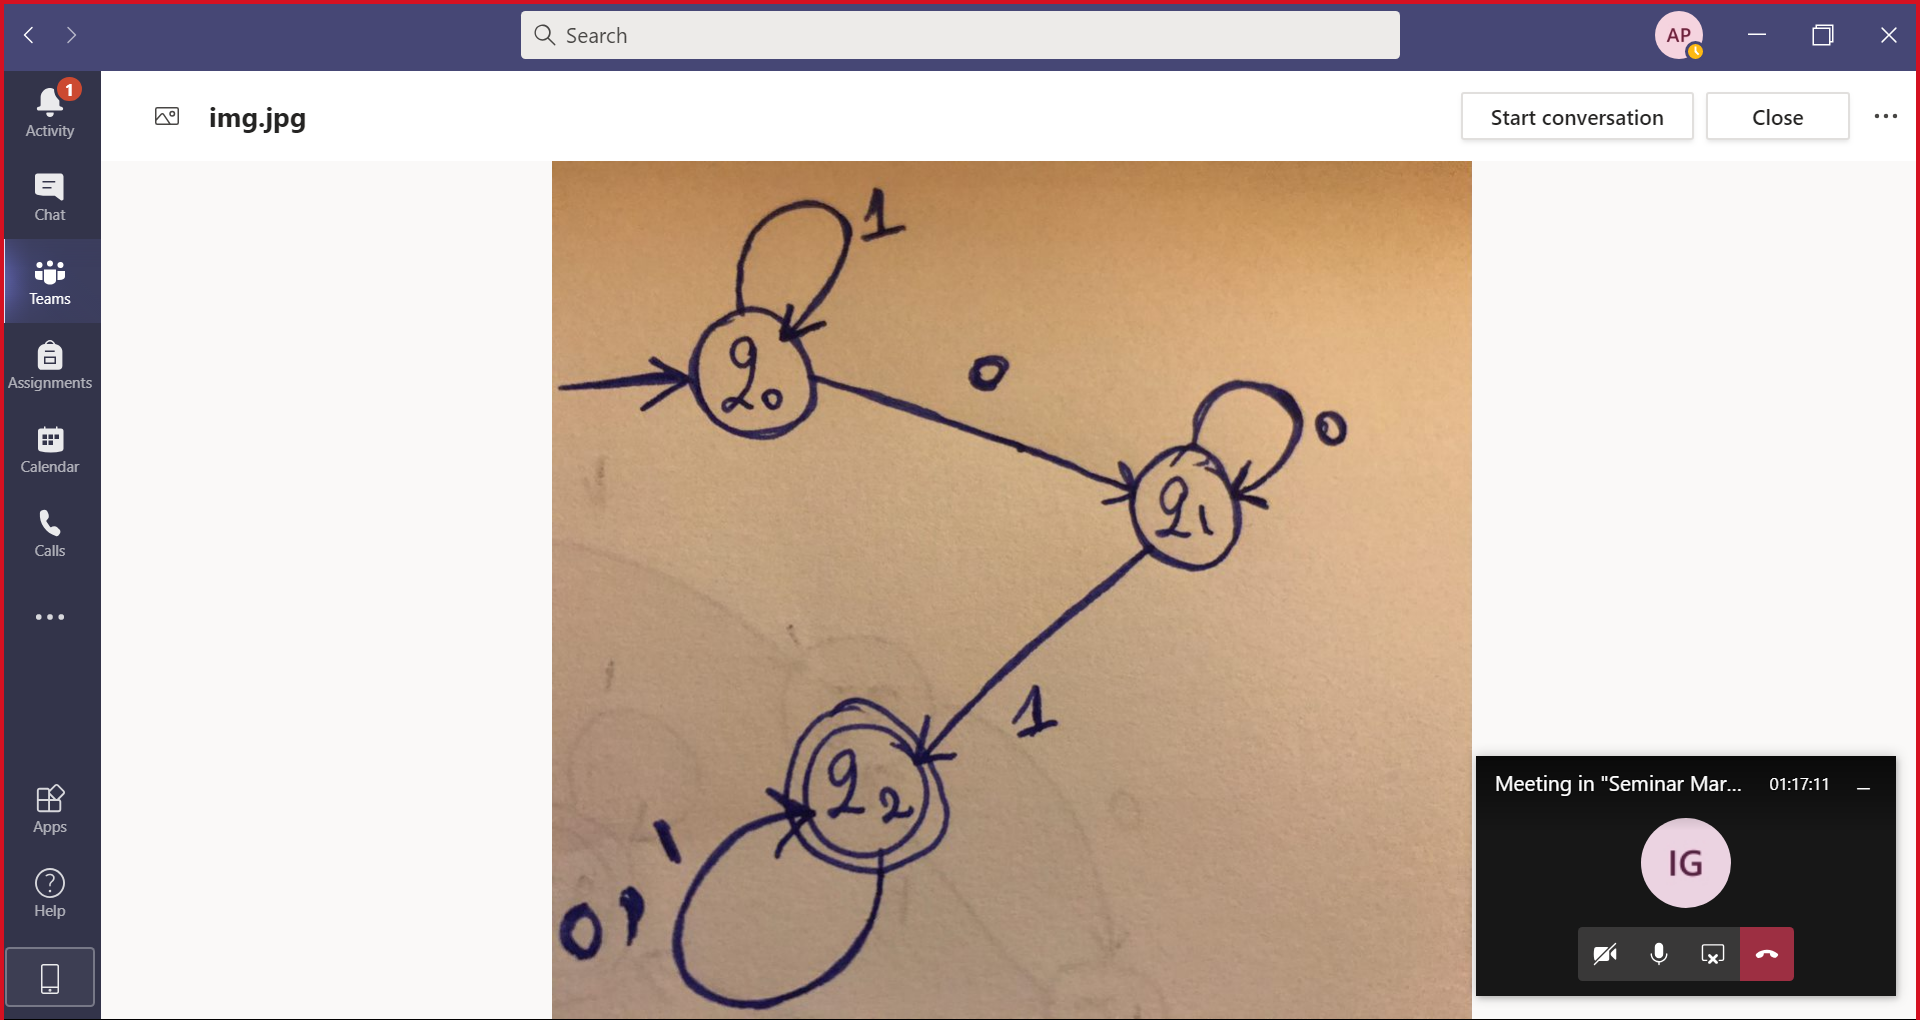 Search
AP
1
Activity
Chat
Teams
Assignments
Calendar
Calls
Apps
Help
img.jpg
Start conversation
Close
1
q0
0
0
q1
1
q2
0,1
Meeting in "Seminar Mar...
01:17:11
IG